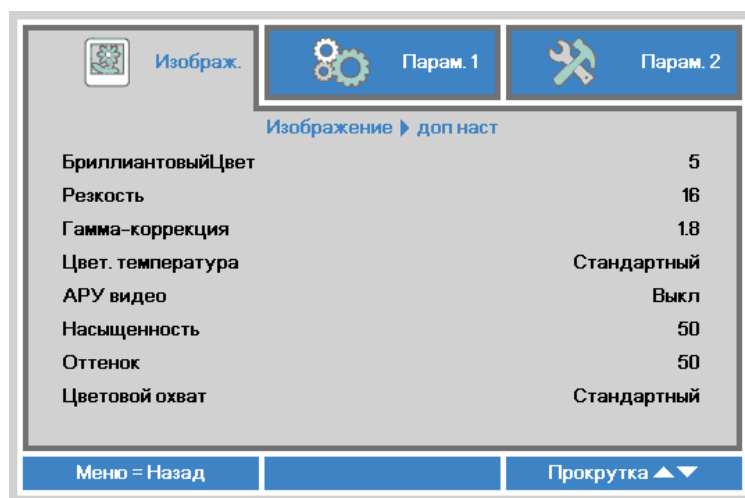 Изображ. Парам. 1 Парам. 2
Изображение доп наст
БриллиантовыйЦвет 5
Резкость 16
Гамма-коррекция 1.8
Цвет. температура Стандартный
АРУ видео Выкл
Насыщенность 50
Оттенок 50
Цветовой охват Стандартный
Меню = Назад Прокрутка